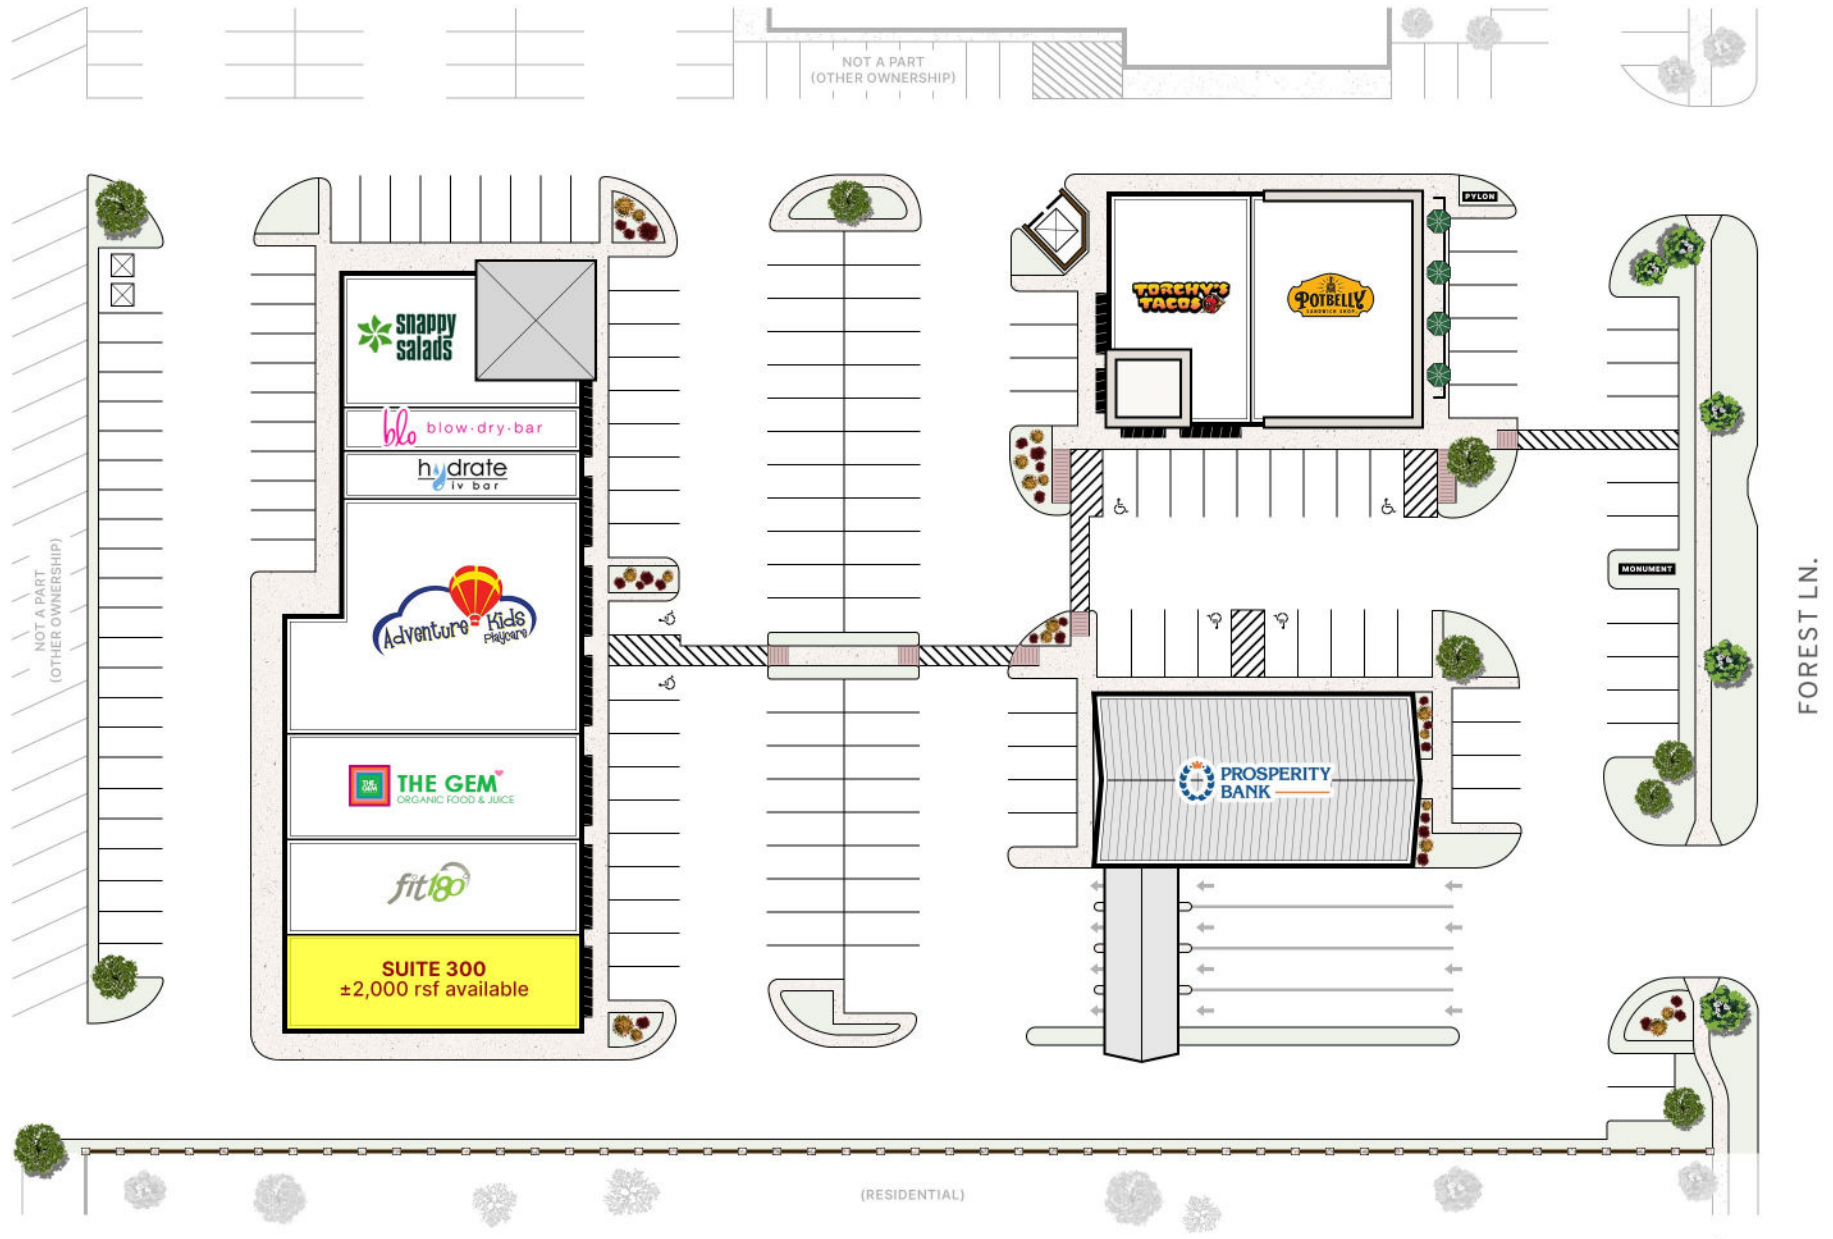 NOT A PART
(OTHER OWNERSHIP)
PYLON
snappy
salads
TORCHY'S
TACOS
POTBELLY
SANDWICH SHOP
blo blow-dry-bar
hydrate
iv bar
NOT A PART
(OTHER OWNERSHIP)
MONUMENT
FOREST LN.
Adventure Kids
Playcare
THE
GEM
THE GEM
ORGANIC FOOD & JUICE
PROSPERITY
BANK
fit180
SUITE 300
±2,000 rsf available
(RESIDENTIAL)